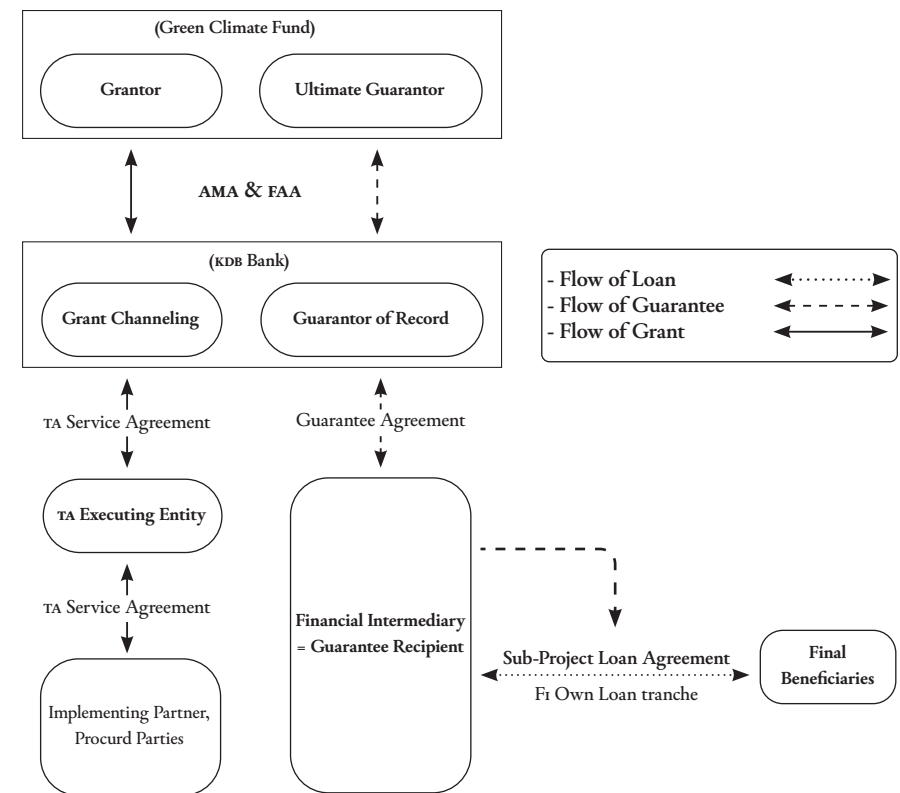 (Green Climate Fund)
Grantor
Ultimate Guarantor
AMA & FAA
(KDB Bank)
Grant Channeling
Guarantor of Record
- Flow of Loan
- Flow of Guarantee
- Flow of Grant
TA Service Agreement
Guarantee Agreement
TA Executing Entity
TA Service Agreement
Financial Intermediary
= Guarantee Recipient
Sub-Project Loan Agreement
FI Own Loan tranche
Final
Beneficiaries
Implementing Partner,
Procurd Parties